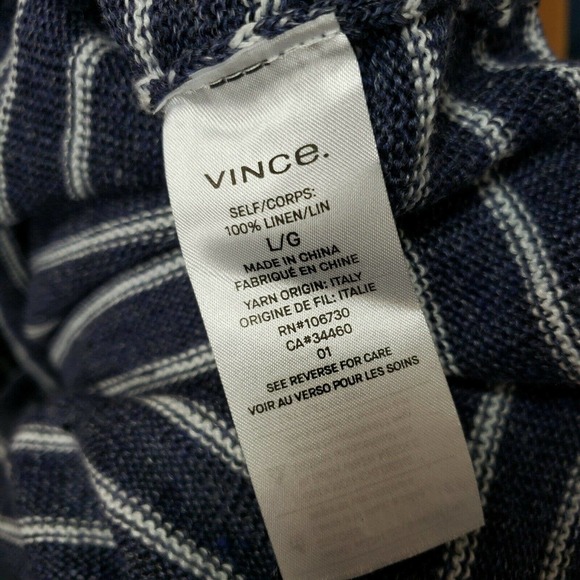 VINCE.
SELF/CORPS:
100% LINEN/LIN
L/G
MADE IN CHINA
FABRIQUÉ EN CHINE
YARN ORIGIN: ITALY
ORIGINE DE FIL: ITALIE
RN#106730
CA#34460
01
SEE REVERSE FOR CARE
VOIR AU VERSO POUR LES SOINS